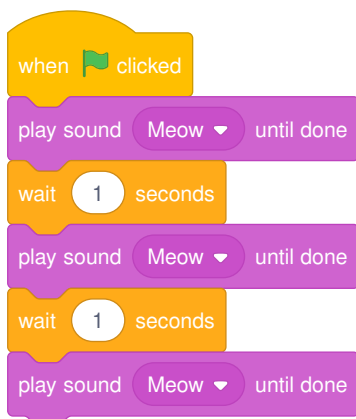 when clicked
play sound Meow until done
wait 1 seconds
play sound Meow until done
wait 1 seconds
play sound Meow until done